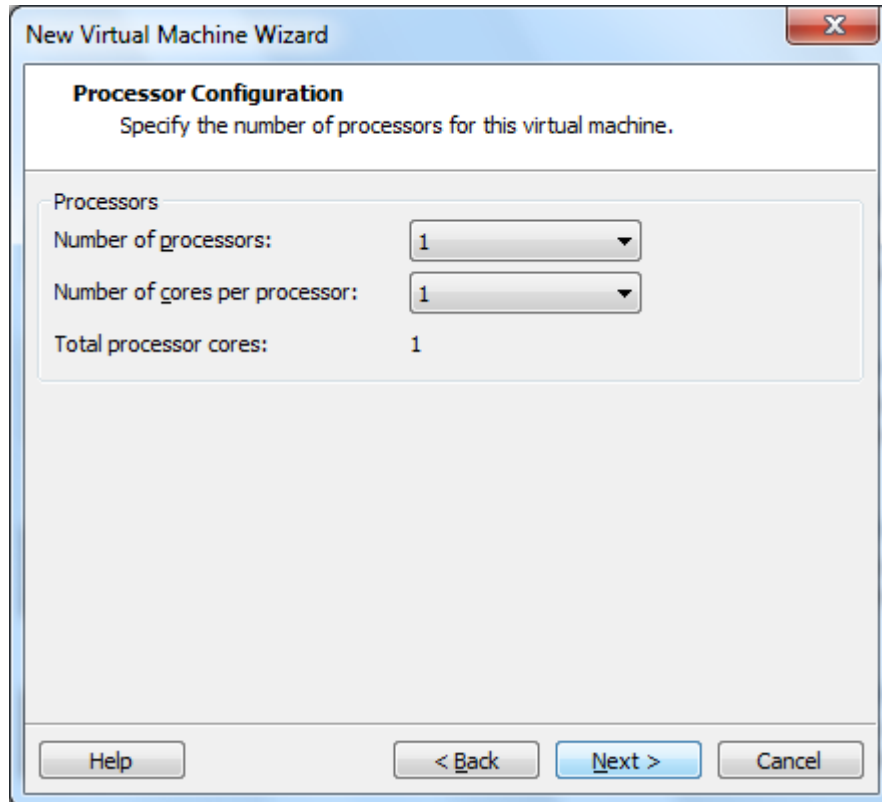 New Virtual Machine Wizard
Processor Configuration
Specify the number of processors for this virtual machine.
Processors
Number of processors: 1
Number of cores per processor: 1
Total processor cores: 1
Help < Back Next > Cancel